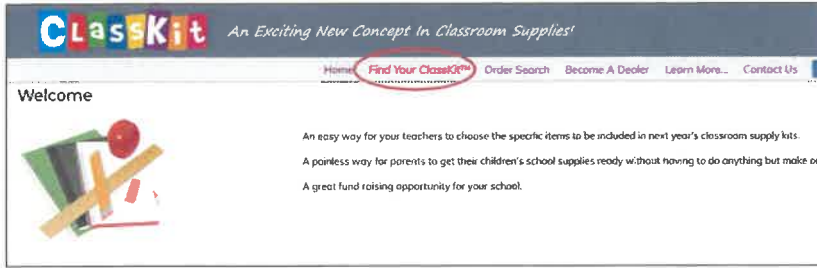 CLassKit An Exciting New Concept In Classroom Supplies!
Home Find Your ClassKit™ Order Search Become A Dealer Learn More... Contact Us
Welcome
An easy way for your teachers to choose the specific items to be included in next year's classroom supply kits.
A painless way for parents to get their children's school supplies ready without having to do anything but make
A great fund raising opportunity for your school.